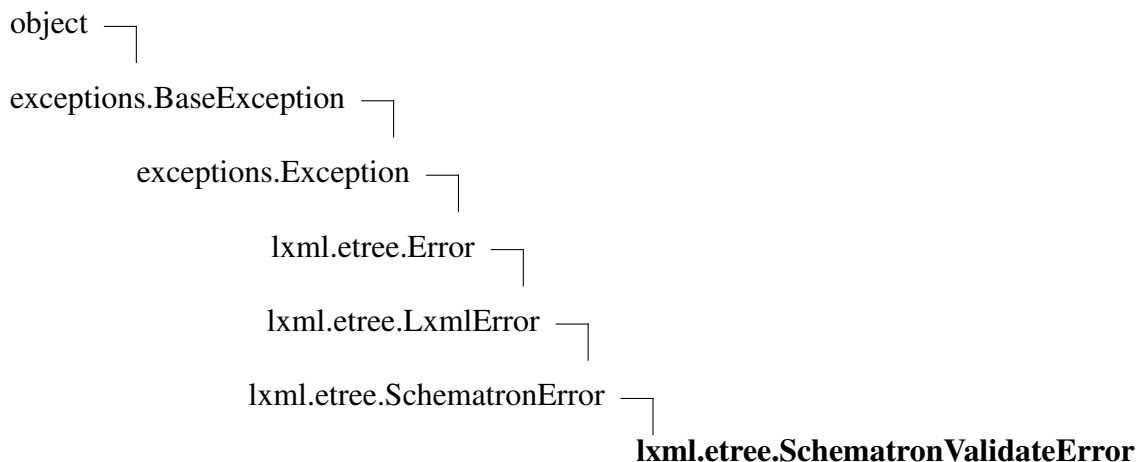 object
exceptions.BaseException
exceptions.Exception
lxml.etree.Error
lxml.etree.LxmlError
lxml.etree.SchematronError
lxml.etree.SchematronValidateError